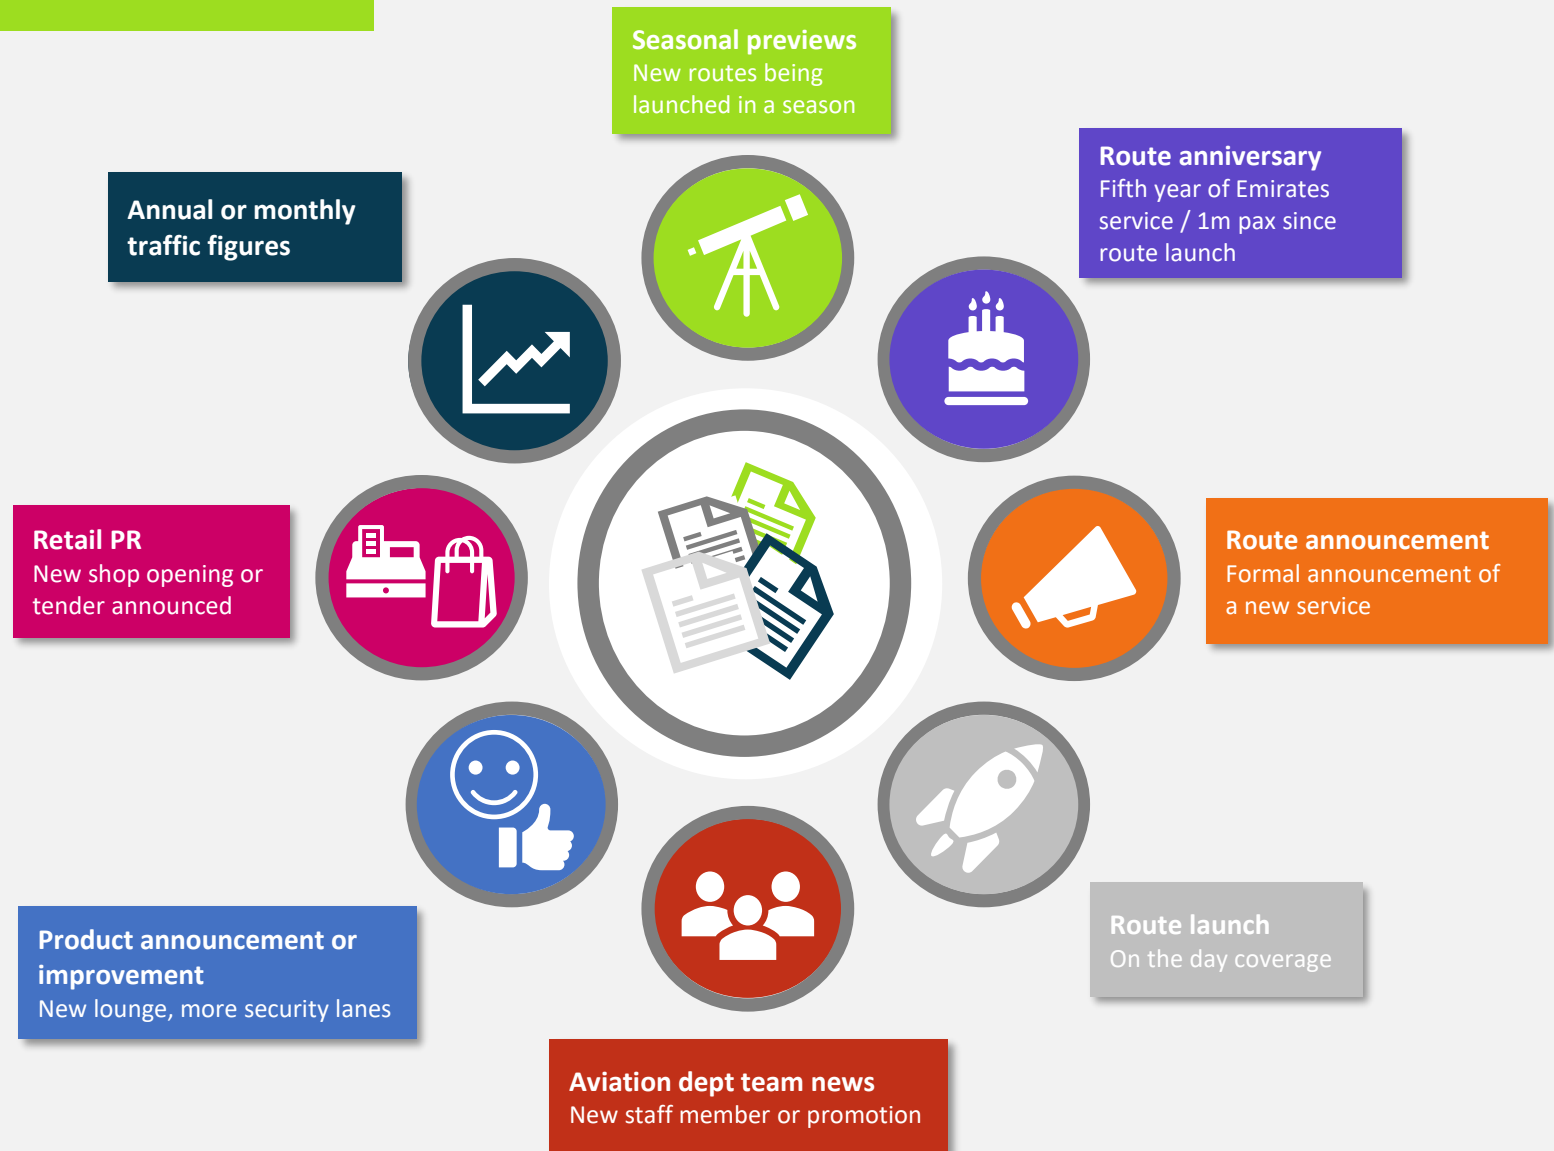 Seasonal previews
New routes being
launched in a season
Route anniversary
Fifth year of Emirates
service / 1m pax since
route launch
Annual or monthly
traffic figures
Retail PR
New shop opening or
tender announced
Route announcement
Formal announcement of
a new service
Product announcement or
improvement
New lounge, more security lanes
Route launch
On the day coverage
Aviation dept team news
New staff member or promotion